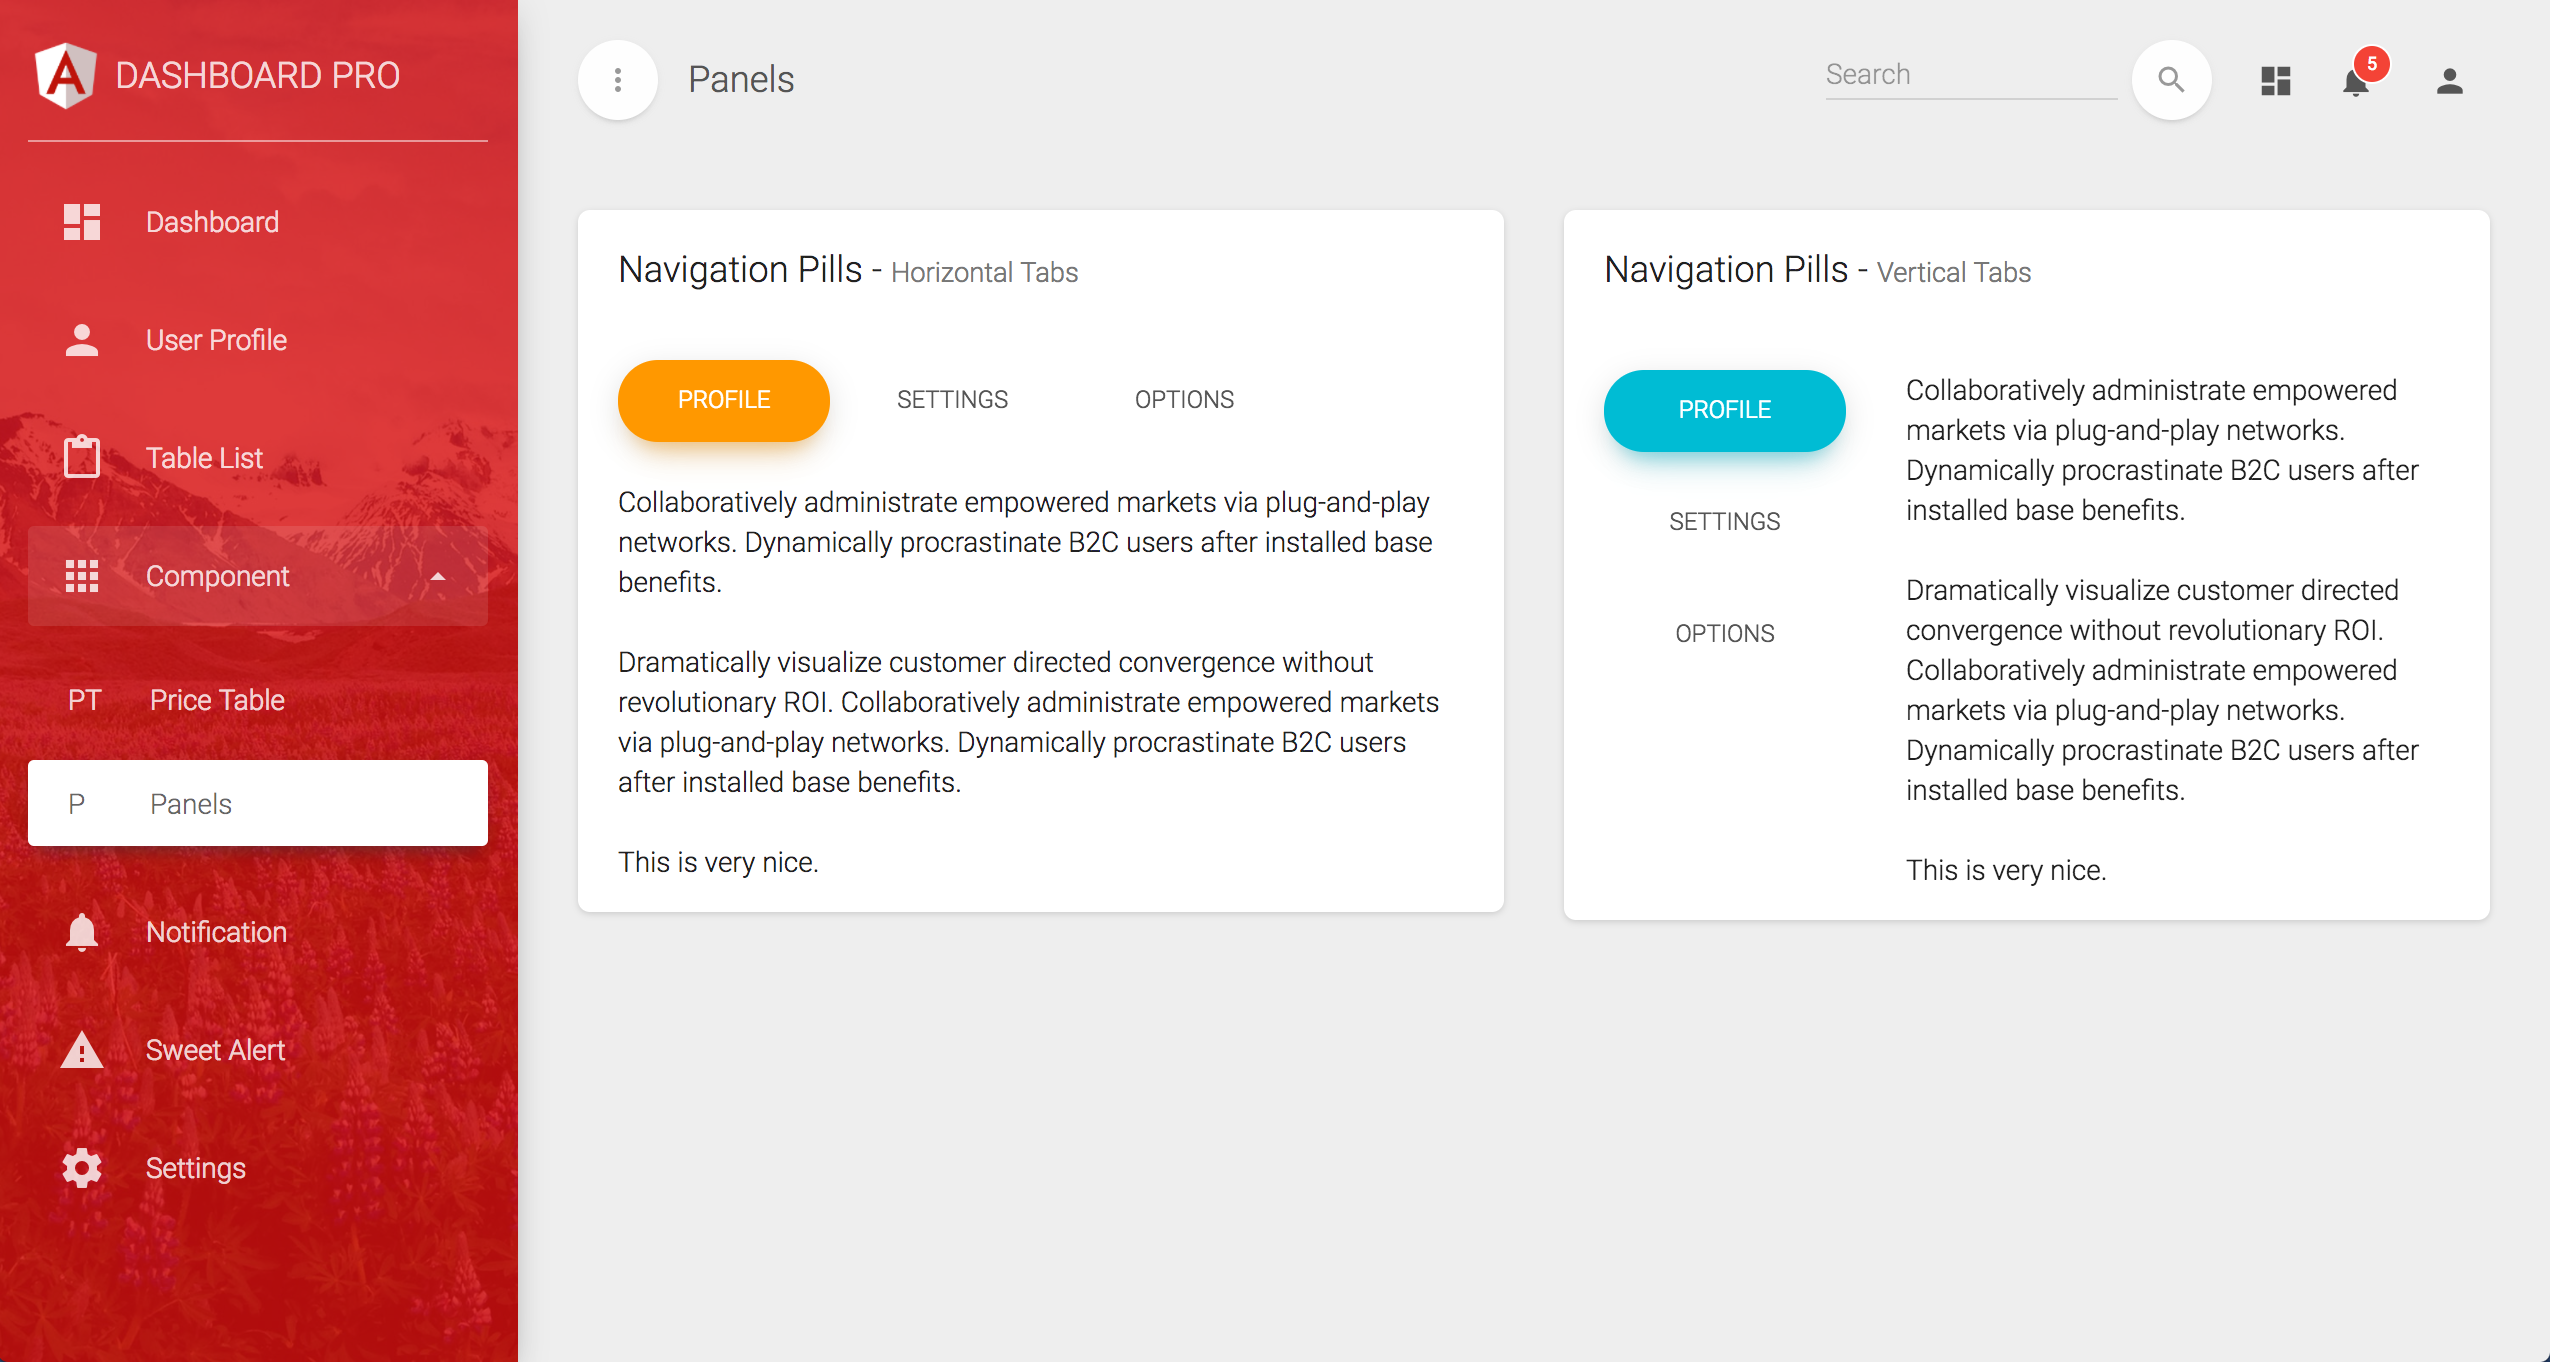 DASHBOARD PRO
Dashboard
User Profile
Table List
Component
PT Price Table
P Panels
Notification
Sweet Alert
Settings
Panels
Search
5
Navigation Pills - Horizontal Tabs
PROFILE SETTINGS OPTIONS
Collaboratively administrate empowered markets via plug-and-play
networks. Dynamically procrastinate B2C users after installed base
benefits.
Dramatically visualize customer directed convergence without
revolutionary ROI. Collaboratively administrate empowered markets
via plug-and-play networks. Dynamically procrastinate B2C users
after installed base benefits.
This is very nice.
Navigation Pills - Vertical Tabs
PROFILE
SETTINGS
OPTIONS
Collaboratively administrate empowered
markets via plug-and-play networks.
Dynamically procrastinate B2C users after
installed base benefits.
Dramatically visualize customer directed
convergence without revolutionary ROI.
Collaboratively administrate empowered
markets via plug-and-play networks.
Dynamically procrastinate B2C users after
installed base benefits.
This is very nice.